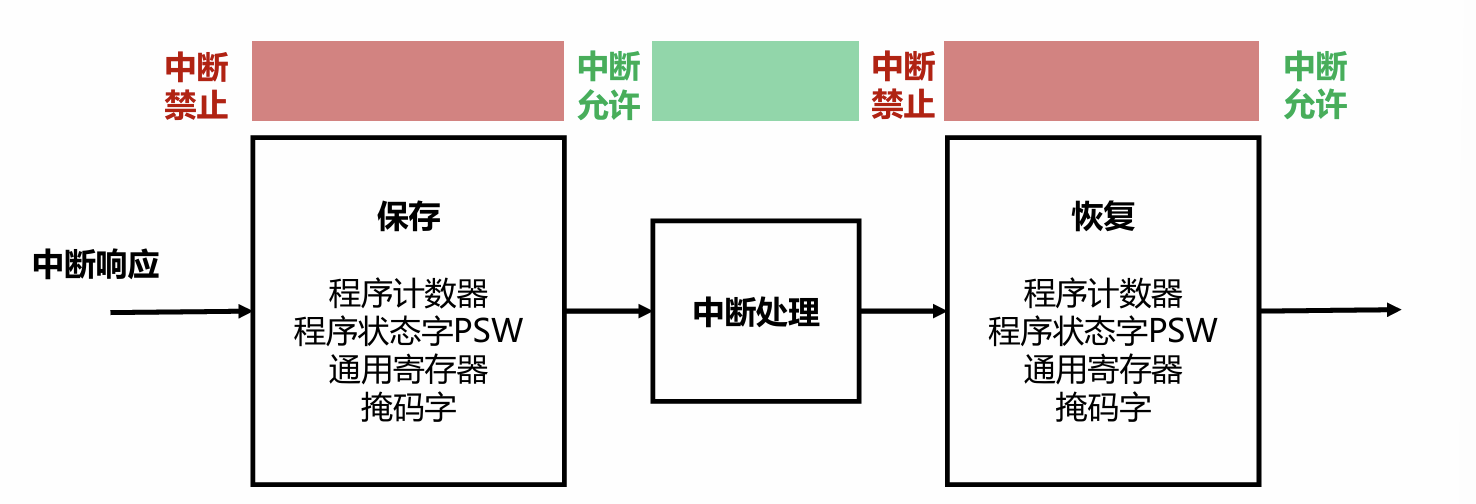 中断
禁止
中断
允许
中断
禁止
中断
允许
中断响应
保存
程序计数器
程序状态字PSW
通用寄存器
掩码字
中断处理
恢复
程序计数器
程序状态字PSW
通用寄存器
掩码字